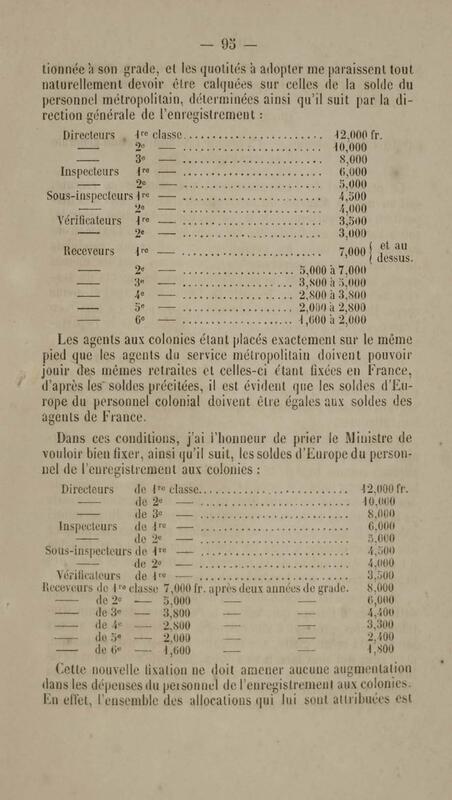 — 95 —
tionnée à son grade, et les quotités à adopter me paraissent tout
naturellement devoir être calquées sur celles de la solde du
personnel métropolitain, déterminées ainsi qu'il suit par la di-
rection générale de l'enregistrement :
Directeurs 1re classe........................ 12,000 fr.
— 2e — ........................ 10,000
— 3e — ........................ 8,000
Inspecteurs 1re — ........................ 6,000
— 2e — ........................ 5,000
Sous-inspecteurs 1re — ........................ 4,500
— 2e — ........................ 4,000
Vérificateurs 1re — ........................ 3,500
— 2e — ........................ 3,000
Receveurs 1re — ........................ 7,000 { et au dessus.
— 2e — ........................ 5,000 à 7,000
— 3e — ........................ 3,800 à 5,000
— 4e — ........................ 2,800 à 3,800
— 5e — ........................ 2,000 à 2,800
— 6e — ........................ 1,600 à 2,000
Les agents aux colonies étant placés exactement sur le même
pied que les agents du service métropolitain doivent pouvoir
jouir des mêmes retraites et celles-ci étant fixées en France,
d'après les soldes précitées, il est évident que les soldes d'Eu-
rope du personnel colonial doivent être égales aux soldes des
agents de France.
Dans ces conditions, j'ai l'honneur de prier le Ministre de
vouloir bien fixer, ainsi qu'il suit, les soldes d'Europe du person-
nel de l'enregistrement aux colonies :
Directeurs de 1re classe........................ 12,000 fr.
— de 2e — ........................ 10,000
— de 3e — ........................ 8,000
Inspecteurs de 1re — ........................ 6,000
— de 2e — ........................ 5,000
Sous-inspecteurs de 1re — ........................ 4,500
— de 2e — ........................ 4,000
Vérificateurs de 1re — ........................ 3,500
Receveurs de 1re classe 7,000 fr. après deux années de grade. 8,000
— de 2e — 5,000 — — 6,000
— de 3e — 3,800 — — 4,400
— de 4e — 2,800 — — 3,300
— de 5e — 2,000 — — 2,400
— de 6e — 1,600 — — 1,800
Cette nouvelle fixation ne doit amener aucune augmentation
dans les dépenses du personnel de l'enregistrement aux colonies.
En effet, l'ensemble des allocations qui lui sont attribuées est